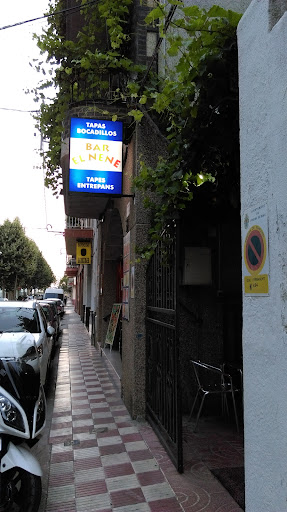 TAPAS
BOCADILLOS
BAR
EL NENE
TAPES
ENTREPANS